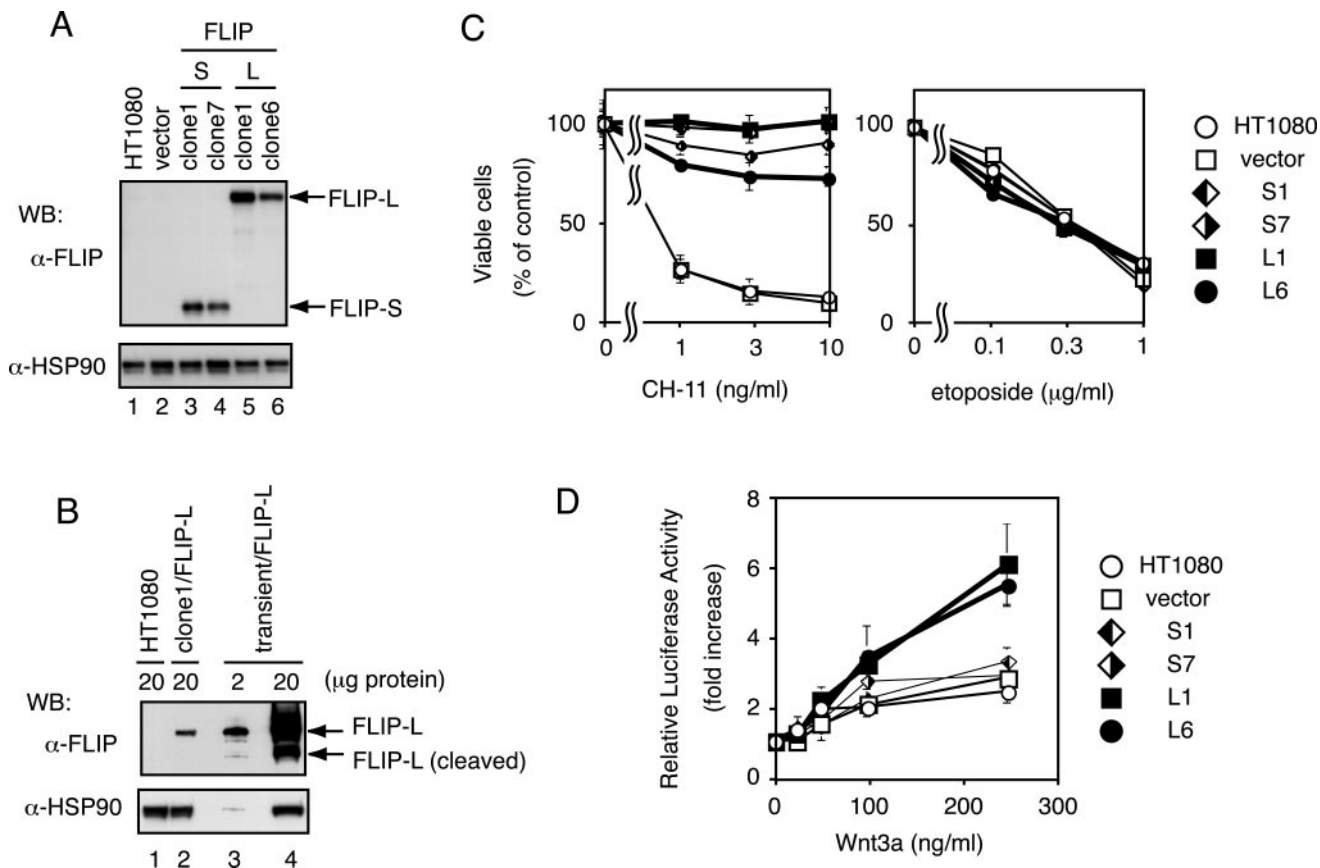 A
FLIP
S L
HT1080
vector
clone1
clone7
clone1
clone6
WB:
α-FLIP
FLIP-L
FLIP-S
α-HSP90
1 2 3 4 5 6
B
HT1080
clone1/FLIP-L
transient/FLIP-L
20 20 2 20 (μg protein)
WB:
α-FLIP
FLIP-L
FLIP-L (cleaved)
α-HSP90
1 2 3 4
C
Viable cells
(% of control)
100
50
0
0 1 3 10
CH-11 (ng/ml)
100
50
0
0 0.1 0.3 1
etoposide (μg/ml)
HT1080
vector
S1
S7
L1
L6
D
Relative Luciferase Activity
(fold increase)
8
6
4
2
0
0 100 200 300
Wnt3a (ng/ml)
HT1080
vector
S1
S7
L1
L6